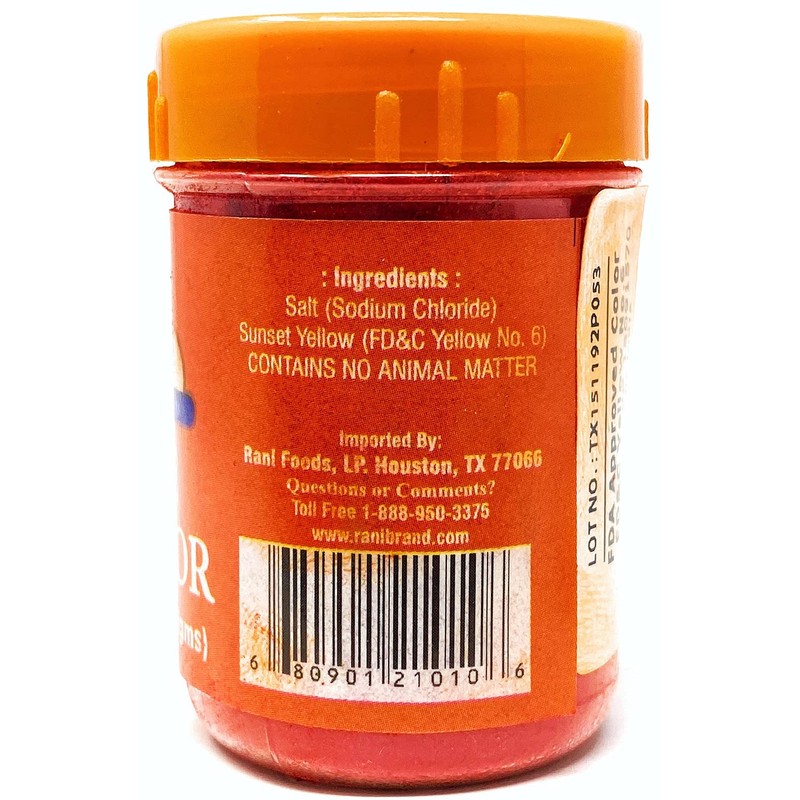 : Ingredients :
Salt (Sodium Chloride)
Sunset Yellow (FD&C Yellow No. 6)
CONTAINS NO ANIMAL MATTER
Imported By:
Rani Foods, LP. Houston, TX 77066
Questions or Comments?
Toll Free 1-888-950-3375
www.ranibrand.com
6 80901 21010 6
OR
ms)
LOT NO. : TX151192P053
FDA Approved Color